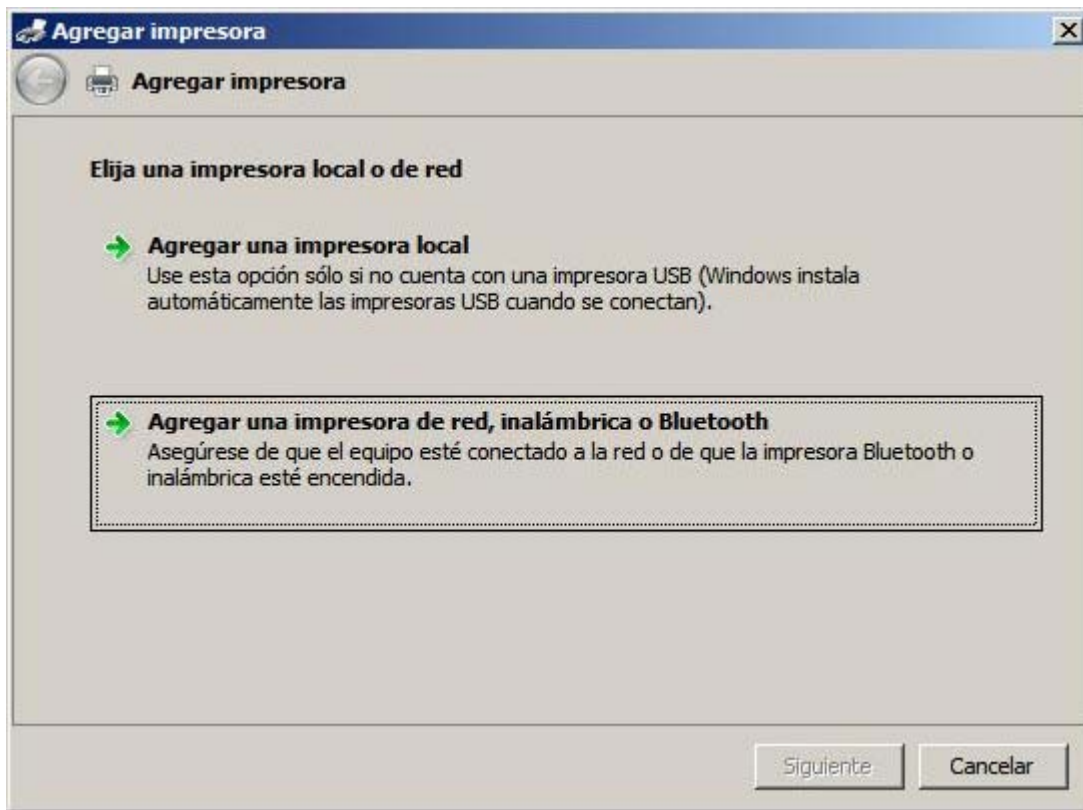 Agregar impresora
Agregar impresora
Elija una impresora local o de red
Agregar una impresora local
Use esta opción sólo si no cuenta con una impresora USB (Windows instala
automáticamente las impresoras USB cuando se conectan).
Agregar una impresora de red, inalámbrica o Bluetooth
Asegúrese de que el equipo esté conectado a la red o de que la impresora Bluetooth o
inalámbrica esté encendida.
Siguiente
Cancelar